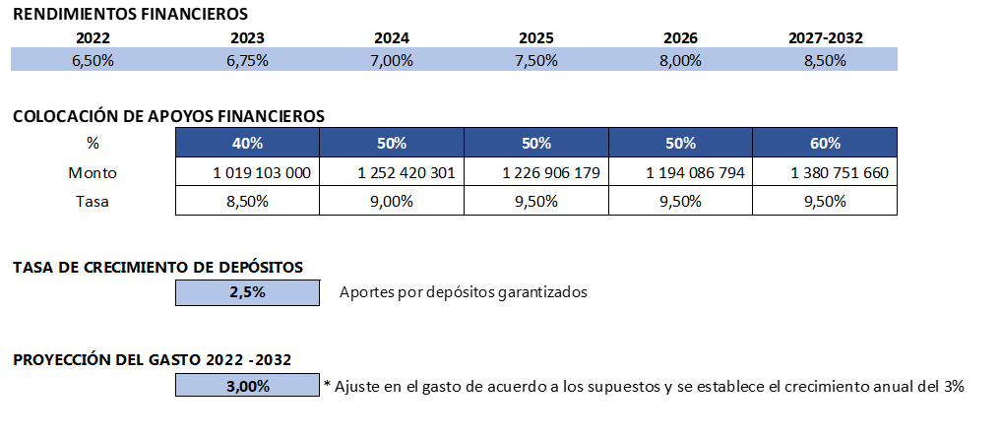 RENDIMIENTOS FINANCIEROS
2022 2023 2024 2025 2026 2027-2032
6,50% 6,75% 7,00% 7,50% 8,00% 8,50%
COLOCACIÓN DE APOYOS FINANCIEROS
% 40% 50% 50% 50% 60%
Monto 1 019 103 000 1 252 420 301 1 226 906 179 1 194 086 794 1 380 751 660
Tasa 8,50% 9,00% 9,50% 9,50% 9,50%
TASA DE CRECIMIENTO DE DEPÓSITOS
2,5% Aportes por depósitos garantizados
PROYECCIÓN DEL GASTO 2022 -2032
3,00% * Ajuste en el gasto de acuerdo a los supuestos y se establece el crecimiento anual del 3%